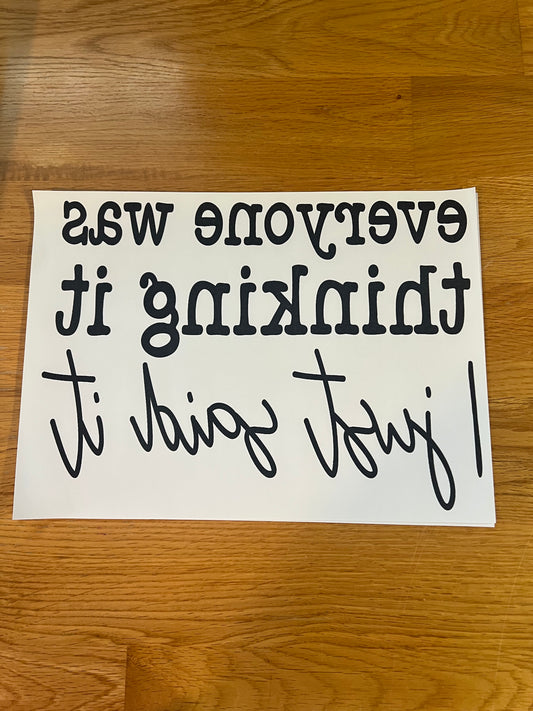 everyone was
thinking it
I just said it